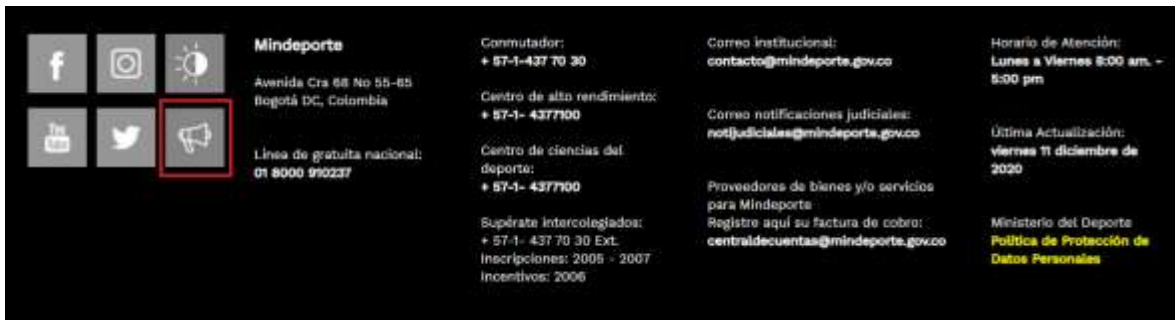 f
You
Tube
Mindeporte
Avenida Cra 68 No 55-65
Bogotá DC, Colombia
Línea de gratuita nacional:
01 8000 910237
Conmutador:
+ 57-1-437 70 30
Centro de alto rendimiento:
+ 57-1- 4377100
Centro de ciencias del
deporte:
+ 57-1- 4377100
Supérate intercolegiados:
+ 57-1- 437 70 30 Ext.
Inscripciones: 2005 - 2007
Incentivos: 2006
Correo institucional:
contacto@mindeporte.gov.co
Correo notificaciones judiciales:
notijudiciales@mindeporte.gov.co
Proveedores de bienes y/o servicios
para Mindeporte
Registre aquí su factura de cobro:
centraldecuentas@mindeporte.gov.co
Horario de Atención:
Lunes a Viernes 8:00 am. -
5:00 pm
Última Actualización:
viernes 11 diciembre de
2020
Ministerio del Deporte
Política de Protección de
Datos Personales